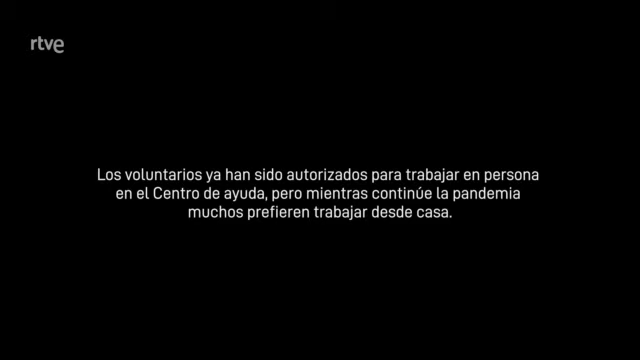 rtve
Los voluntarios ya han sido autorizados para trabajar en persona
en el Centro de ayuda, pero mientras continúe la pandemia
muchos prefieren trabajar desde casa.